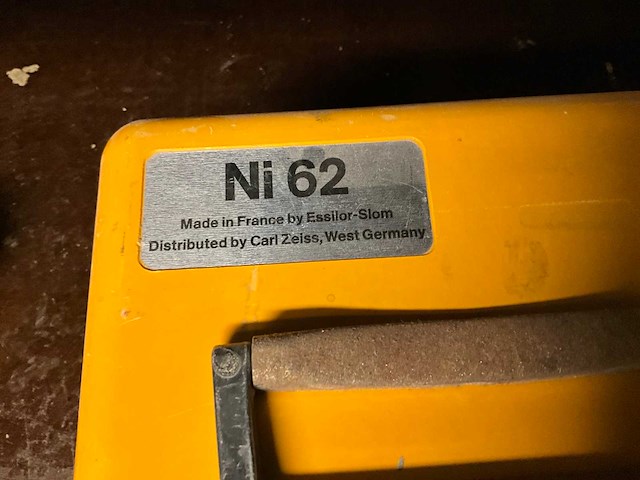 Ni 62
Made in France by Essilor-Slom
Distributed by Carl Zeiss, West Germany